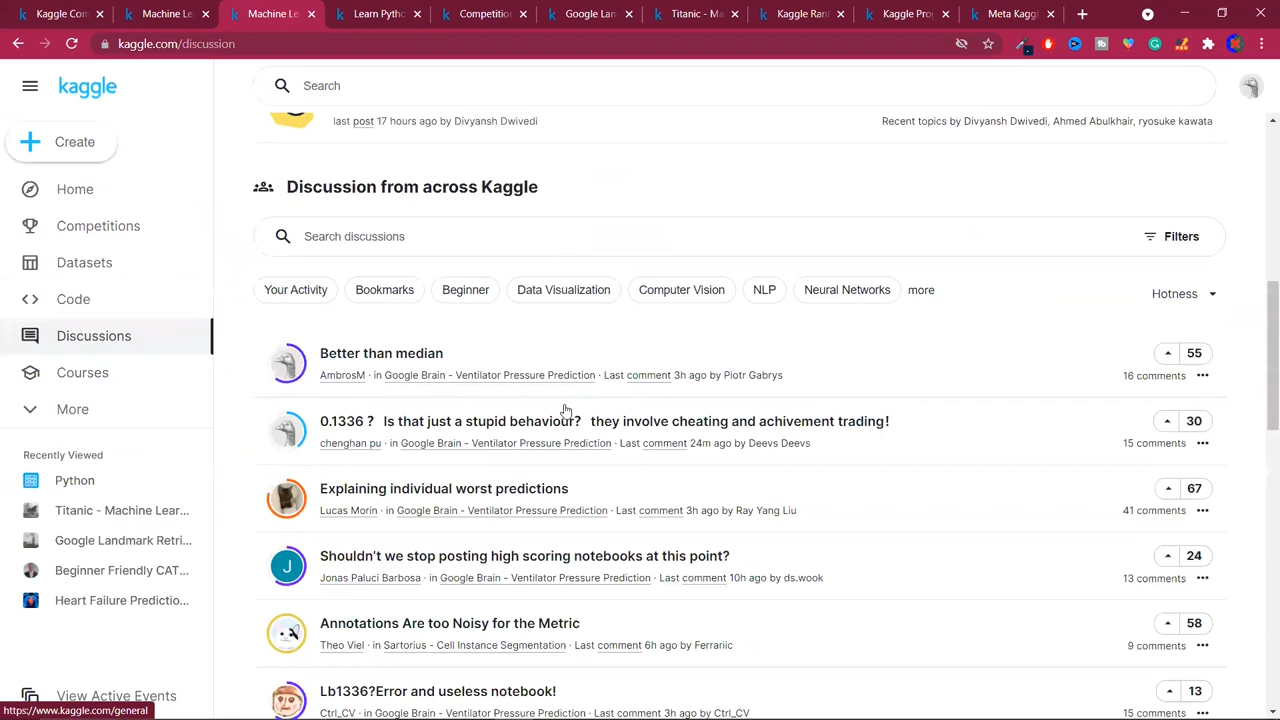 Kaggle Com
Machine Le
Machine Le
Learn Pytho
Competition
Google Lan
Titanic - Ma
Kaggle Ran
Kaggle Pro
Meta Kaggl
kaggle.com/discussion
kaggle
Search
Create
Home
Competitions
Datasets
Code
Discussions
Courses
More
Recently Viewed
Python
Titanic - Machine Lear...
Google Landmark Retri...
Beginner Friendly CAT...
Heart Failure Predictio...
View Active Events
https://www.kaggle.com/general
last post 17 hours ago by Divyansh Dwivedi
Recent topics by Divyansh Dwivedi, Ahmed Abulkhair, ryosuke kawata
Discussion from across Kaggle
Search discussions
Filters
Your Activity
Bookmarks
Beginner
Data Visualization
Computer Vision
NLP
Neural Networks
more
Hotness
Better than median
55
AmbrosM · in Google Brain - Ventilator Pressure Prediction · Last comment 3h ago by Piotr Gabrys
16 comments
0.1336 ? Is that just a stupid behaviour? they involve cheating and achivement trading!
30
chenghan pu · in Google Brain - Ventilator Pressure Prediction · Last comment 24m ago by Deevs Deevs
15 comments
Explaining individual worst predictions
67
Lucas Morin · in Google Brain - Ventilator Pressure Prediction · Last comment 3h ago by Ray Yang Liu
41 comments
Shouldn't we stop posting high scoring notebooks at this point?
24
J
Jonas Paluci Barbosa · in Google Brain - Ventilator Pressure Prediction · Last comment 10h ago by ds.wook
13 comments
Annotations Are too Noisy for the Metric
58
Theo Viel · in Sartorius - Cell Instance Segmentation · Last comment 6h ago by Ferrariic
9 comments
Lb1336?Error and useless notebook!
13
Ctrl_CV · in Google Brain - Ventilator Pressure Prediction · Last comment 3h ago by Ctrl_CV
15 comments